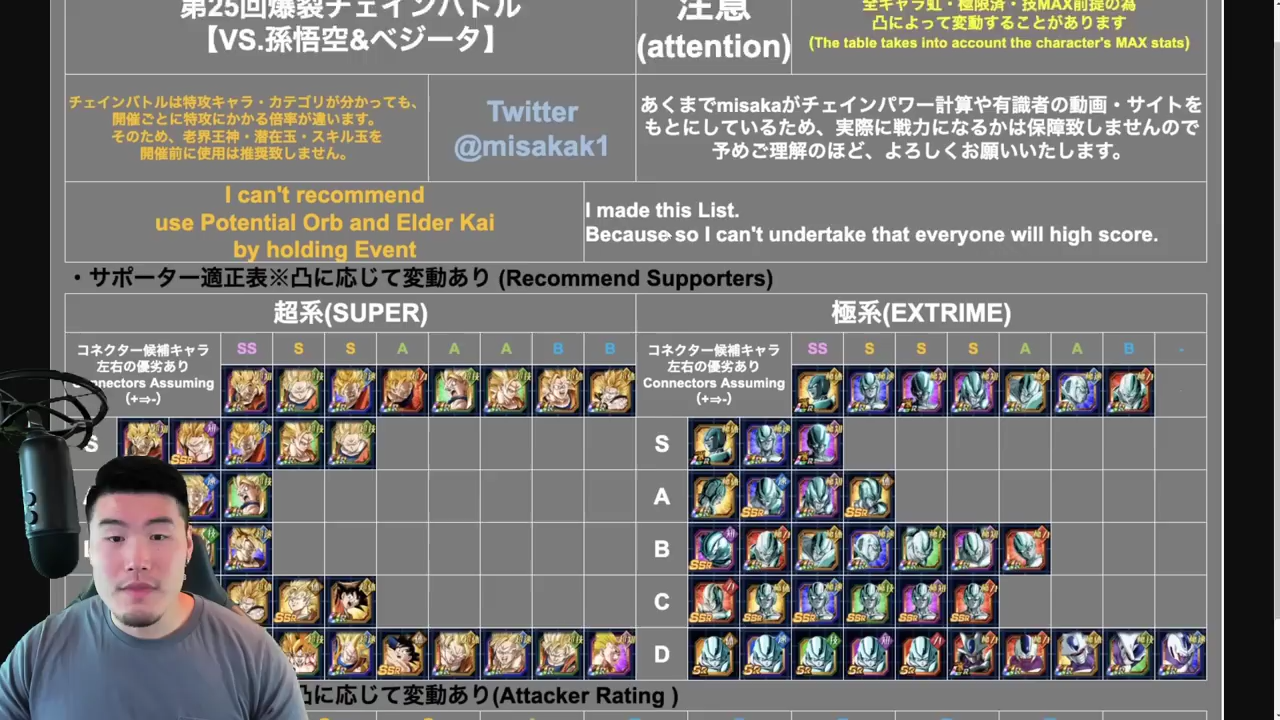 第25回爆裂チェインバトル
【VS.孫悟空&ベジータ】
注意
(attention)
全キャラ虹・極限済・技MAX前提の為
凸によって変動することがあります
(The table takes into account the character's MAX stats)
チェインバトルは特攻キャラ・カテゴリが分かっても、
開催ごとに特攻にかかる倍率が違います。
そのため、老界王神・潜在玉・スキル玉を
開催前に使用は推奨致しません。
Twitter
@misakak1
あくまでmisakaがチェインパワー計算や有識者の動画・サイトを
もとにしているため、実際に戦力になるかは保障致しませんので
予めご理解のほど、よろしくお願いいたします。
I can't recommend
use Potential Orb and Elder Kai
by holding Event
I made this List.
Because so I can't undertake that everyone will high score.
・サポーター適正表※凸に応じて変動あり (Recommend Supporters)
超系(SUPER)
極系(EXTRIME)
コネクター候補キャラ
左右の優劣あり
Connectors Assuming
(+⇒-)
SS S S A A A B B
コネクター候補キャラ
左右の優劣あり
Connectors Assuming
(+⇒-)
SS S S S A A B -
S
S
A
B
C
D
凸に応じて変動あり(Attacker Rating )